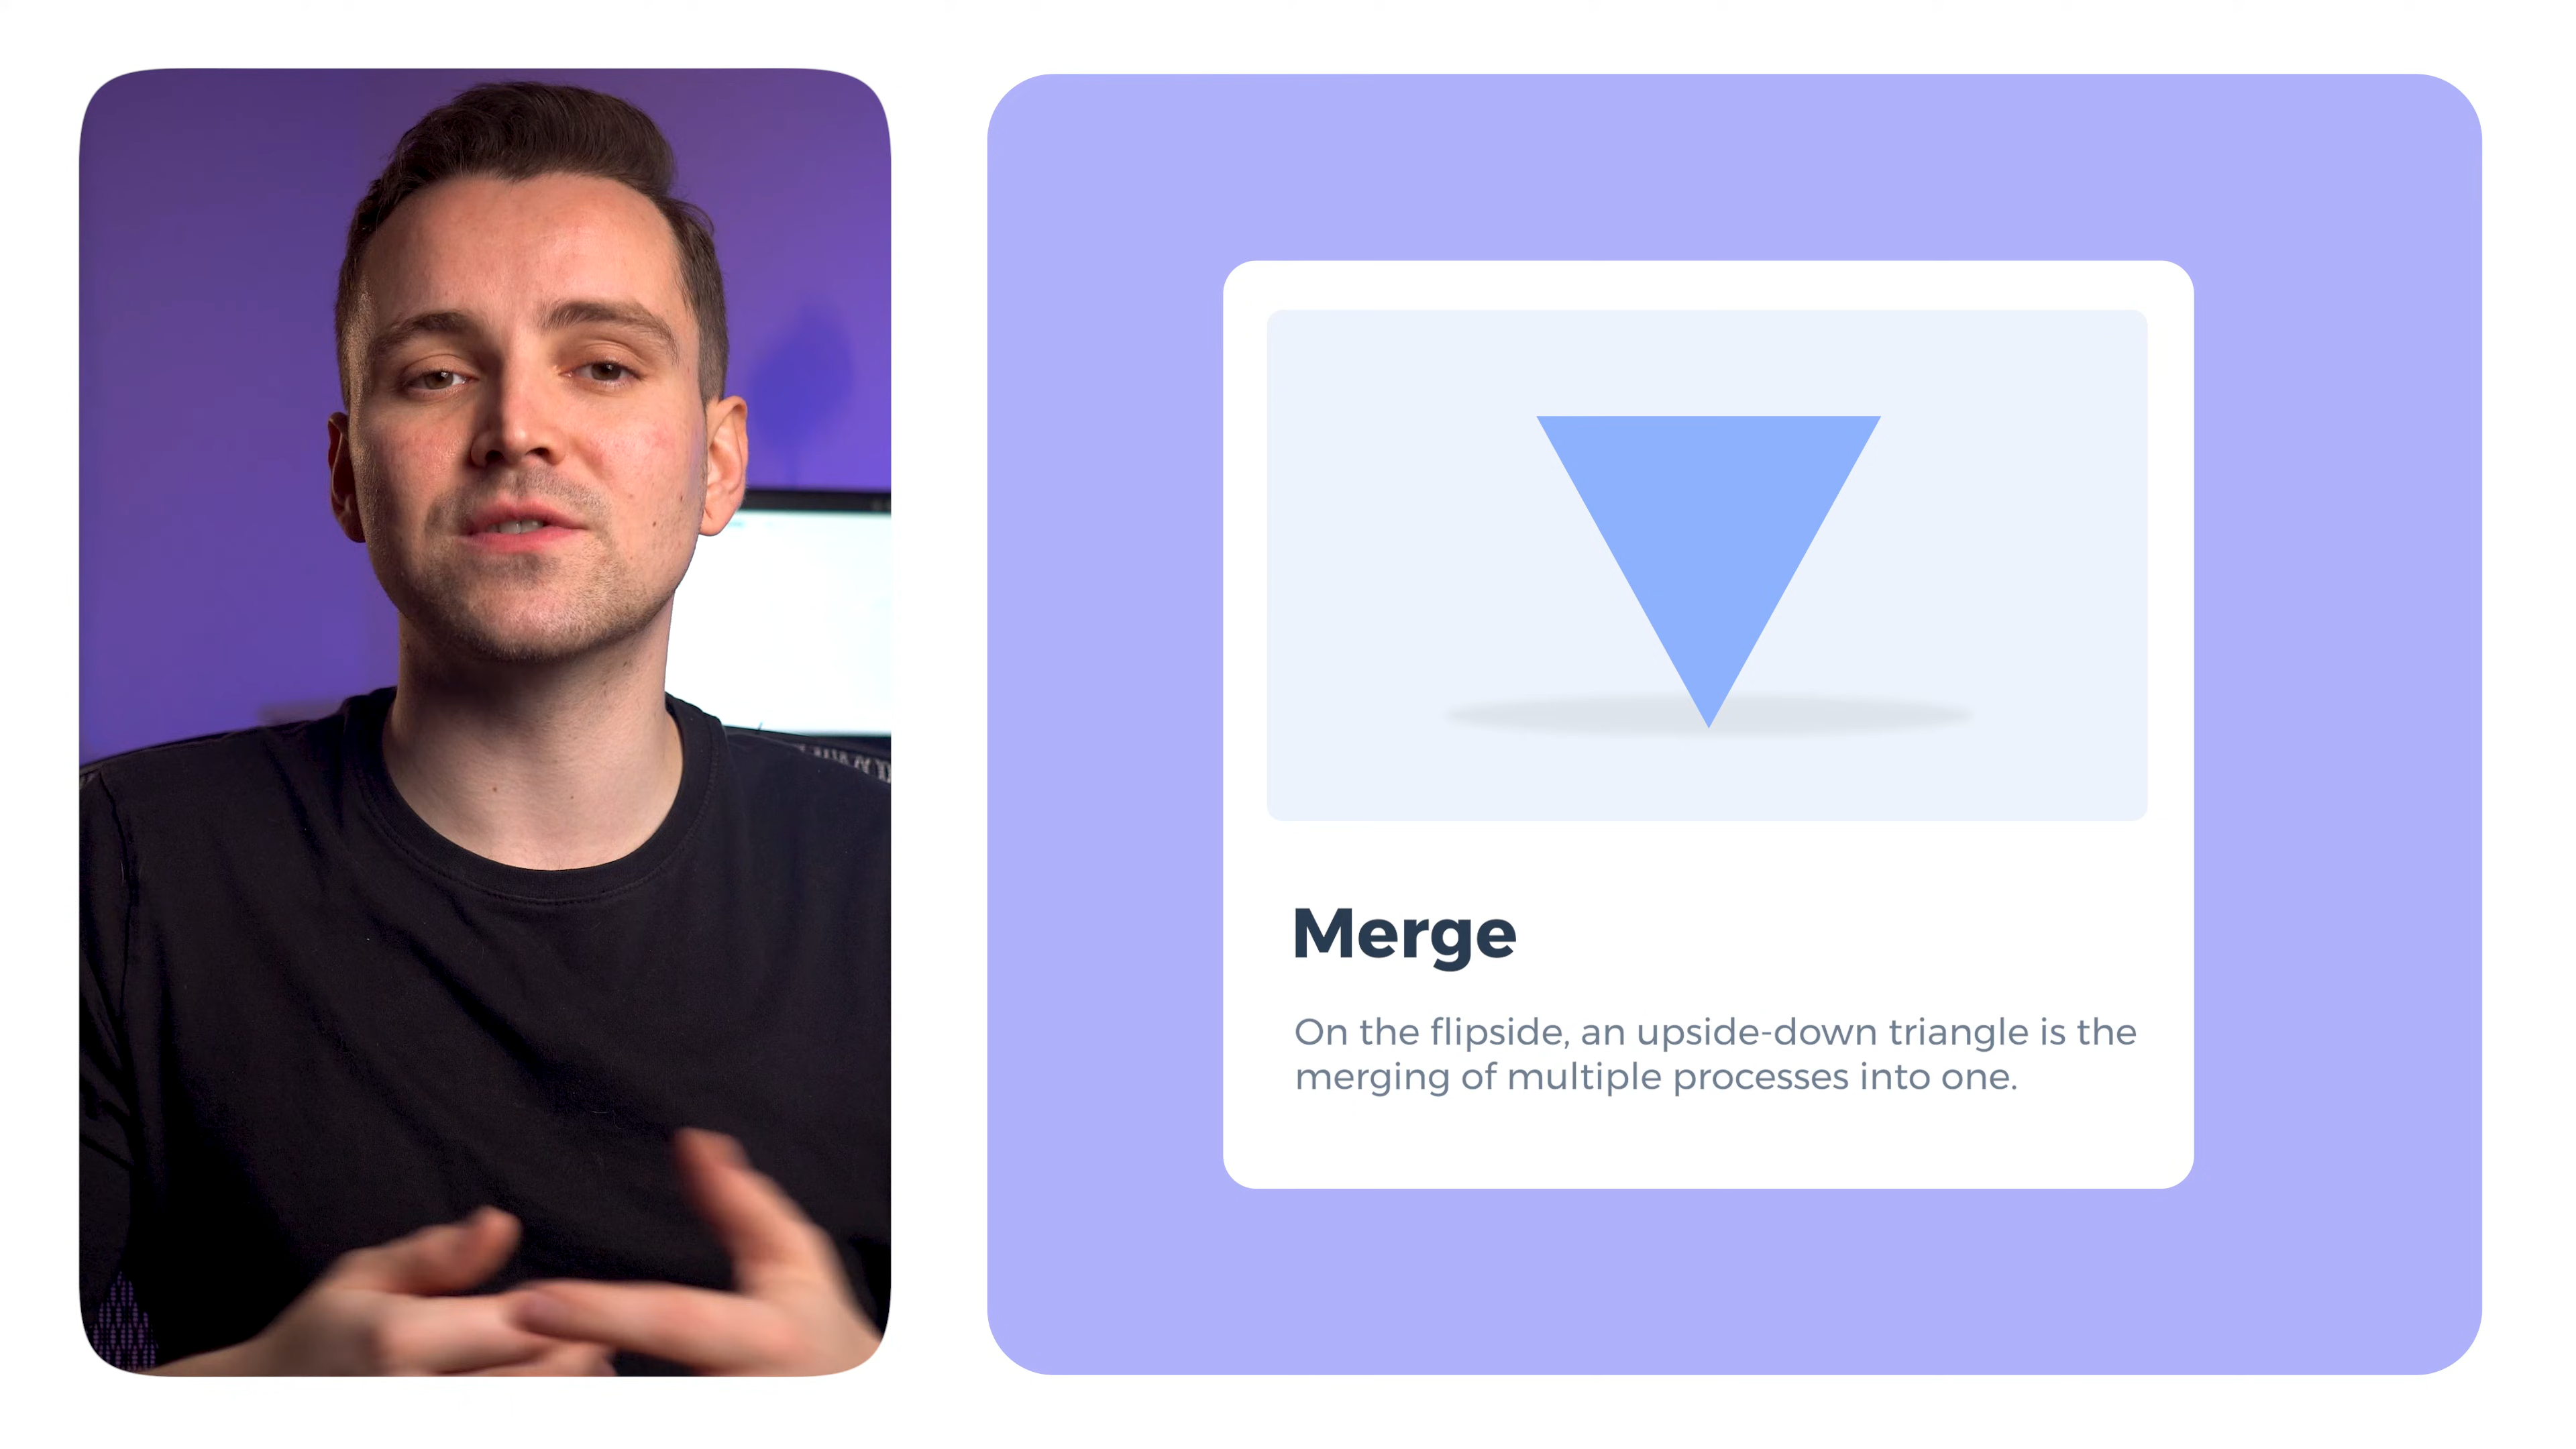 Merge
On the flipside, an upside-down triangle is the
merging of multiple processes into one.